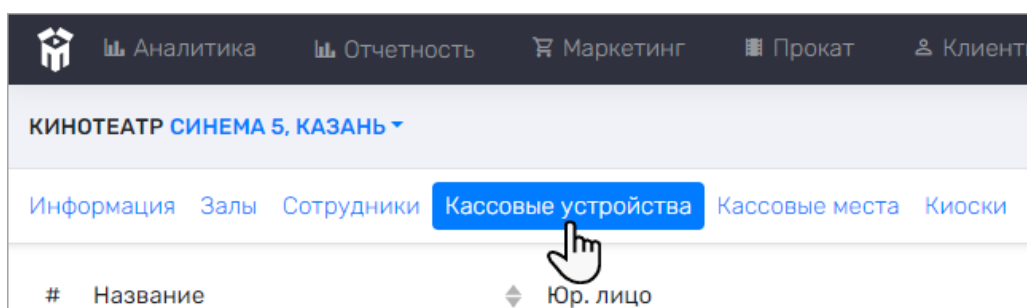 Аналитика Отчетность Маркетинг Прокат Клиент
КИНОТЕАТР СИНЕМА 5, КАЗАНЬ
Информация Залы Сотрудники Кассовые устройства Кассовые места Киоски
# Название Юр. лицо